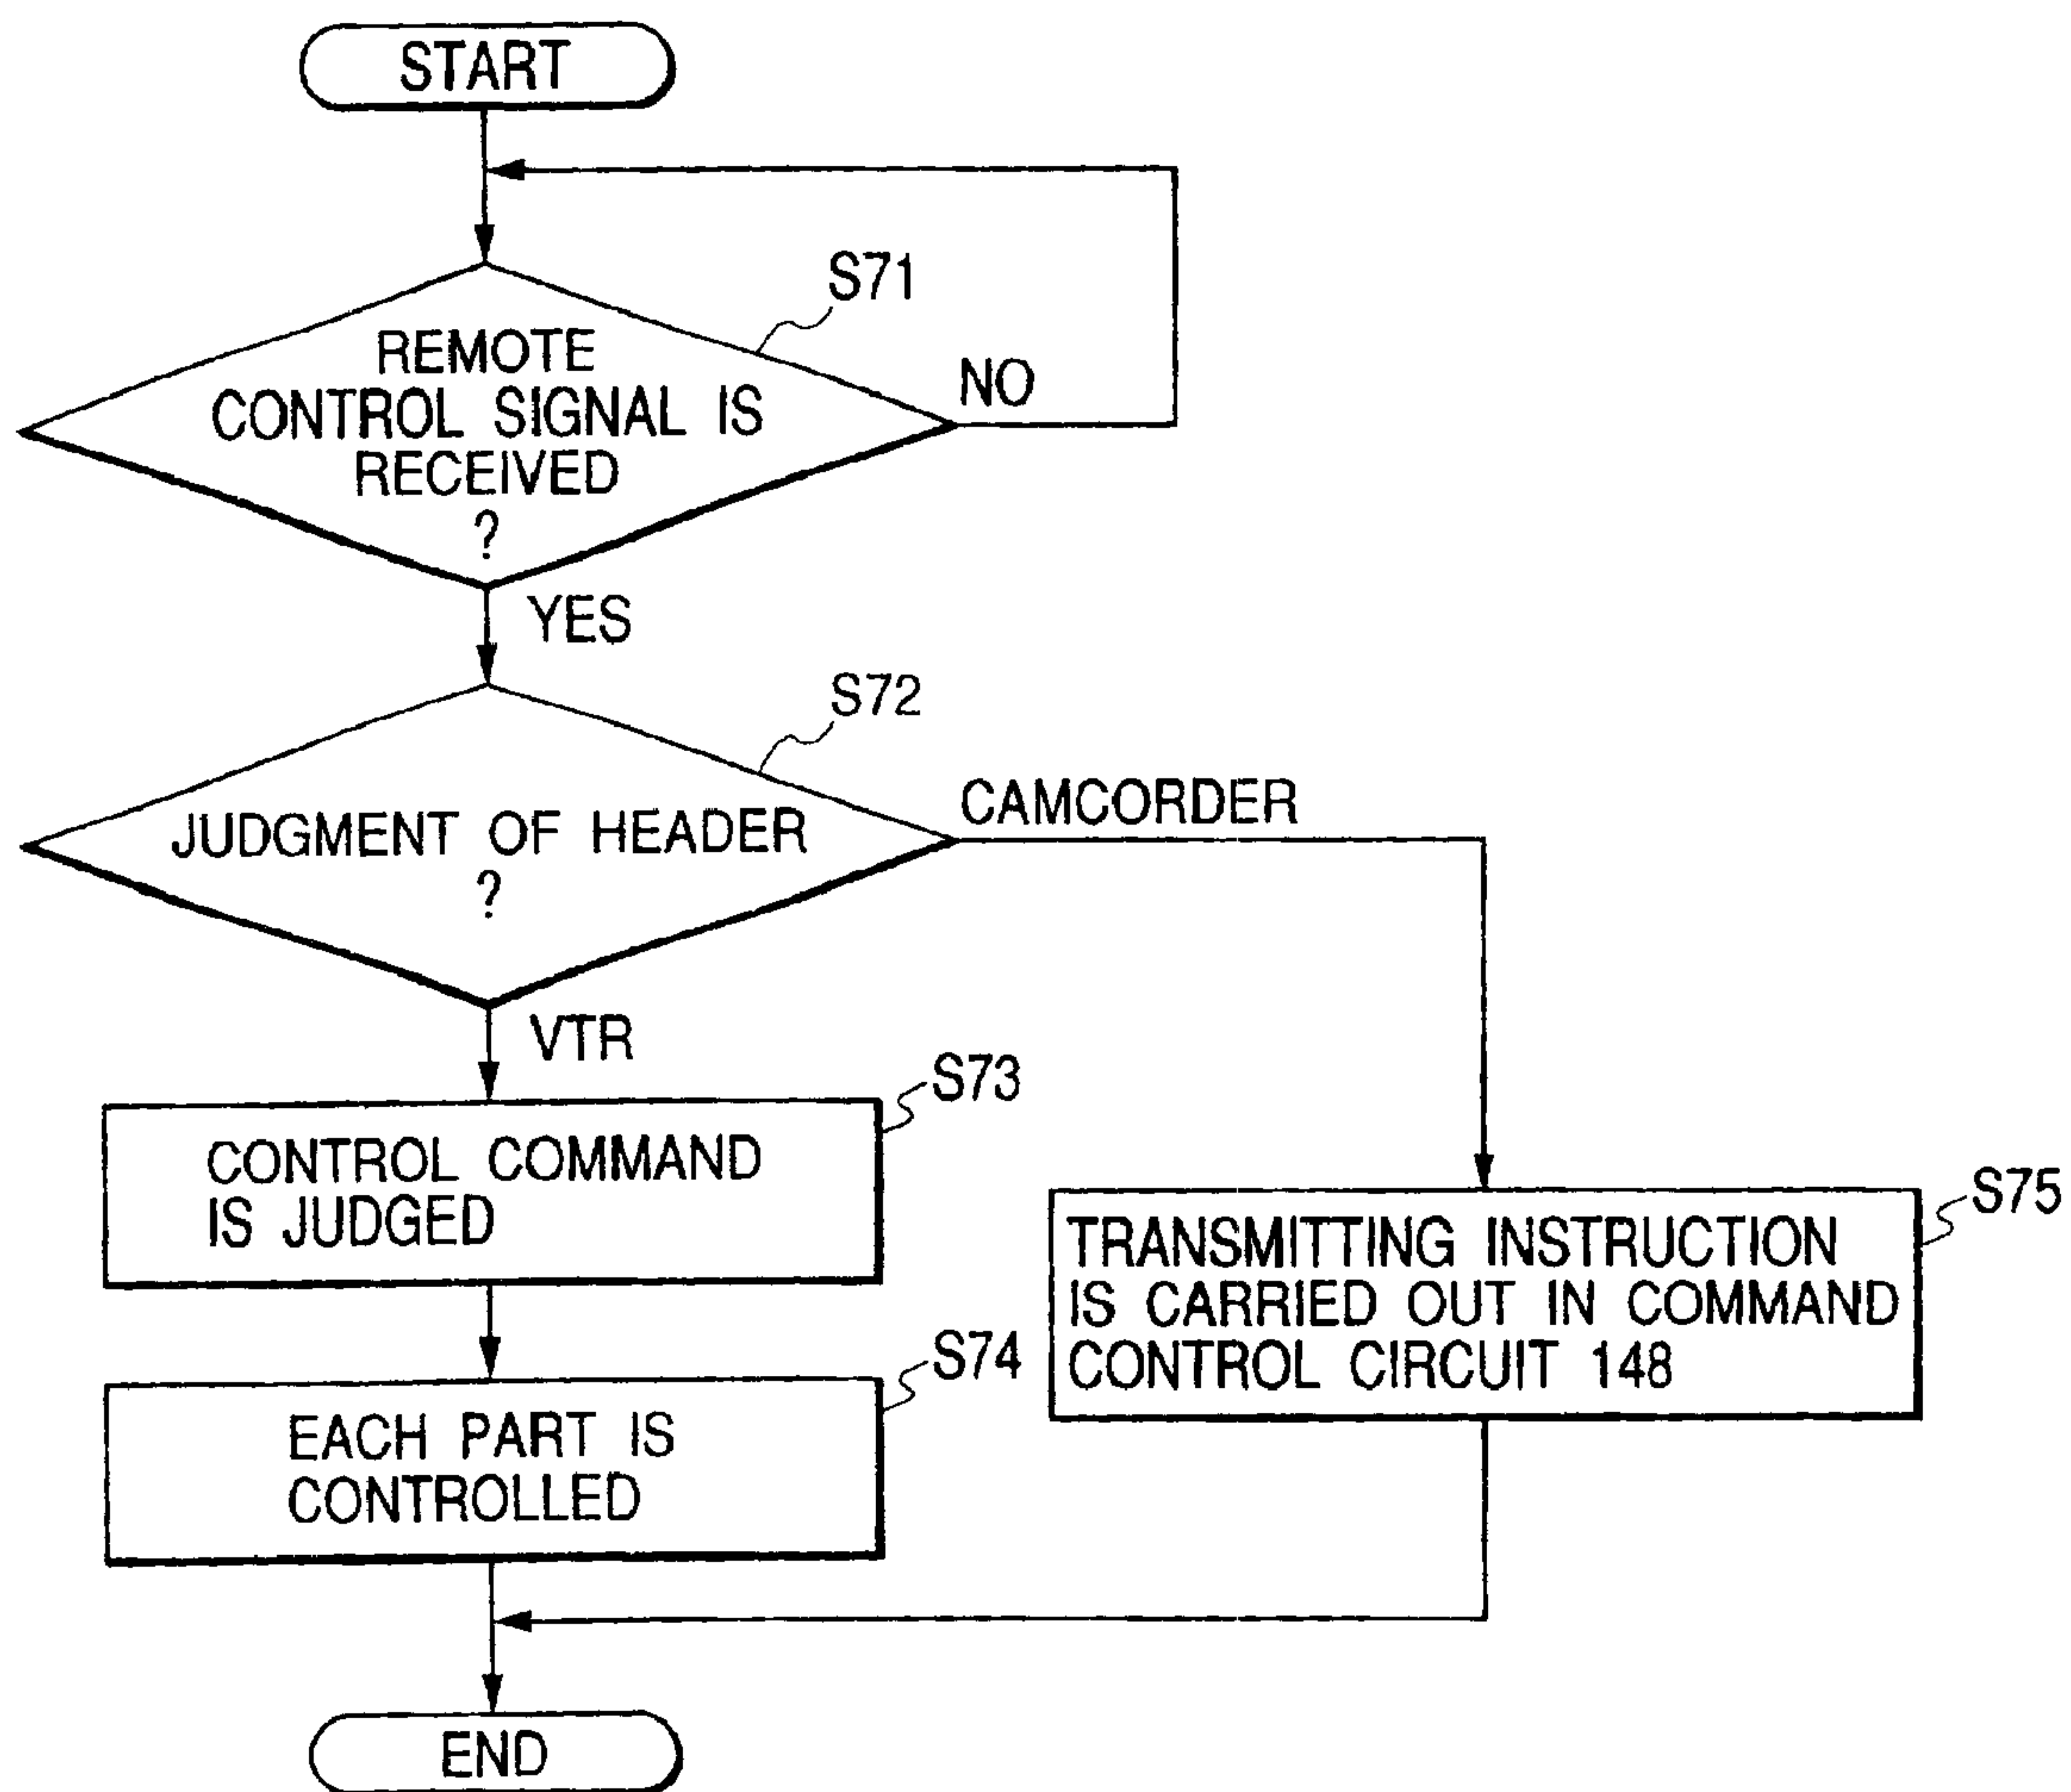 START
S71
REMOTE
CONTROL SIGNAL IS
RECEIVED
?
NO
YES
S72
JUDGMENT OF HEADER
?
CAMCORDER
VTR
S73
CONTROL COMMAND
IS JUDGED
S74
EACH PART IS
CONTROLLED
S75
TRANSMITTING INSTRUCTION
IS CARRIED OUT IN COMMAND
CONTROL CIRCUIT 148
END